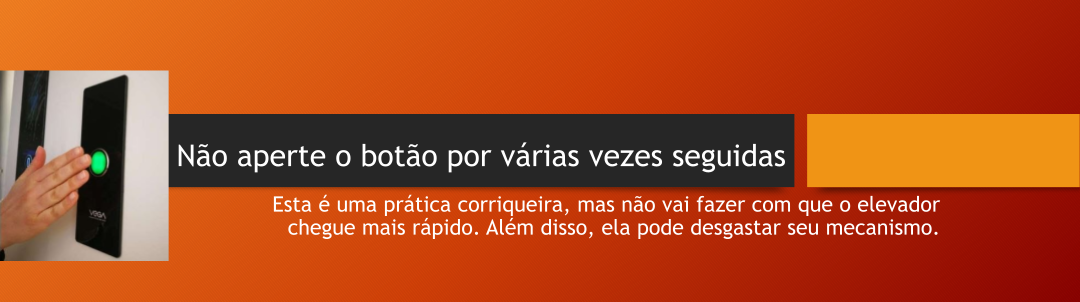 Não aperte o botão por várias vezes seguidas
Esta é uma prática corriqueira, mas não vai fazer com que o elevador
chegue mais rápido. Além disso, ela pode desgastar seu mecanismo.